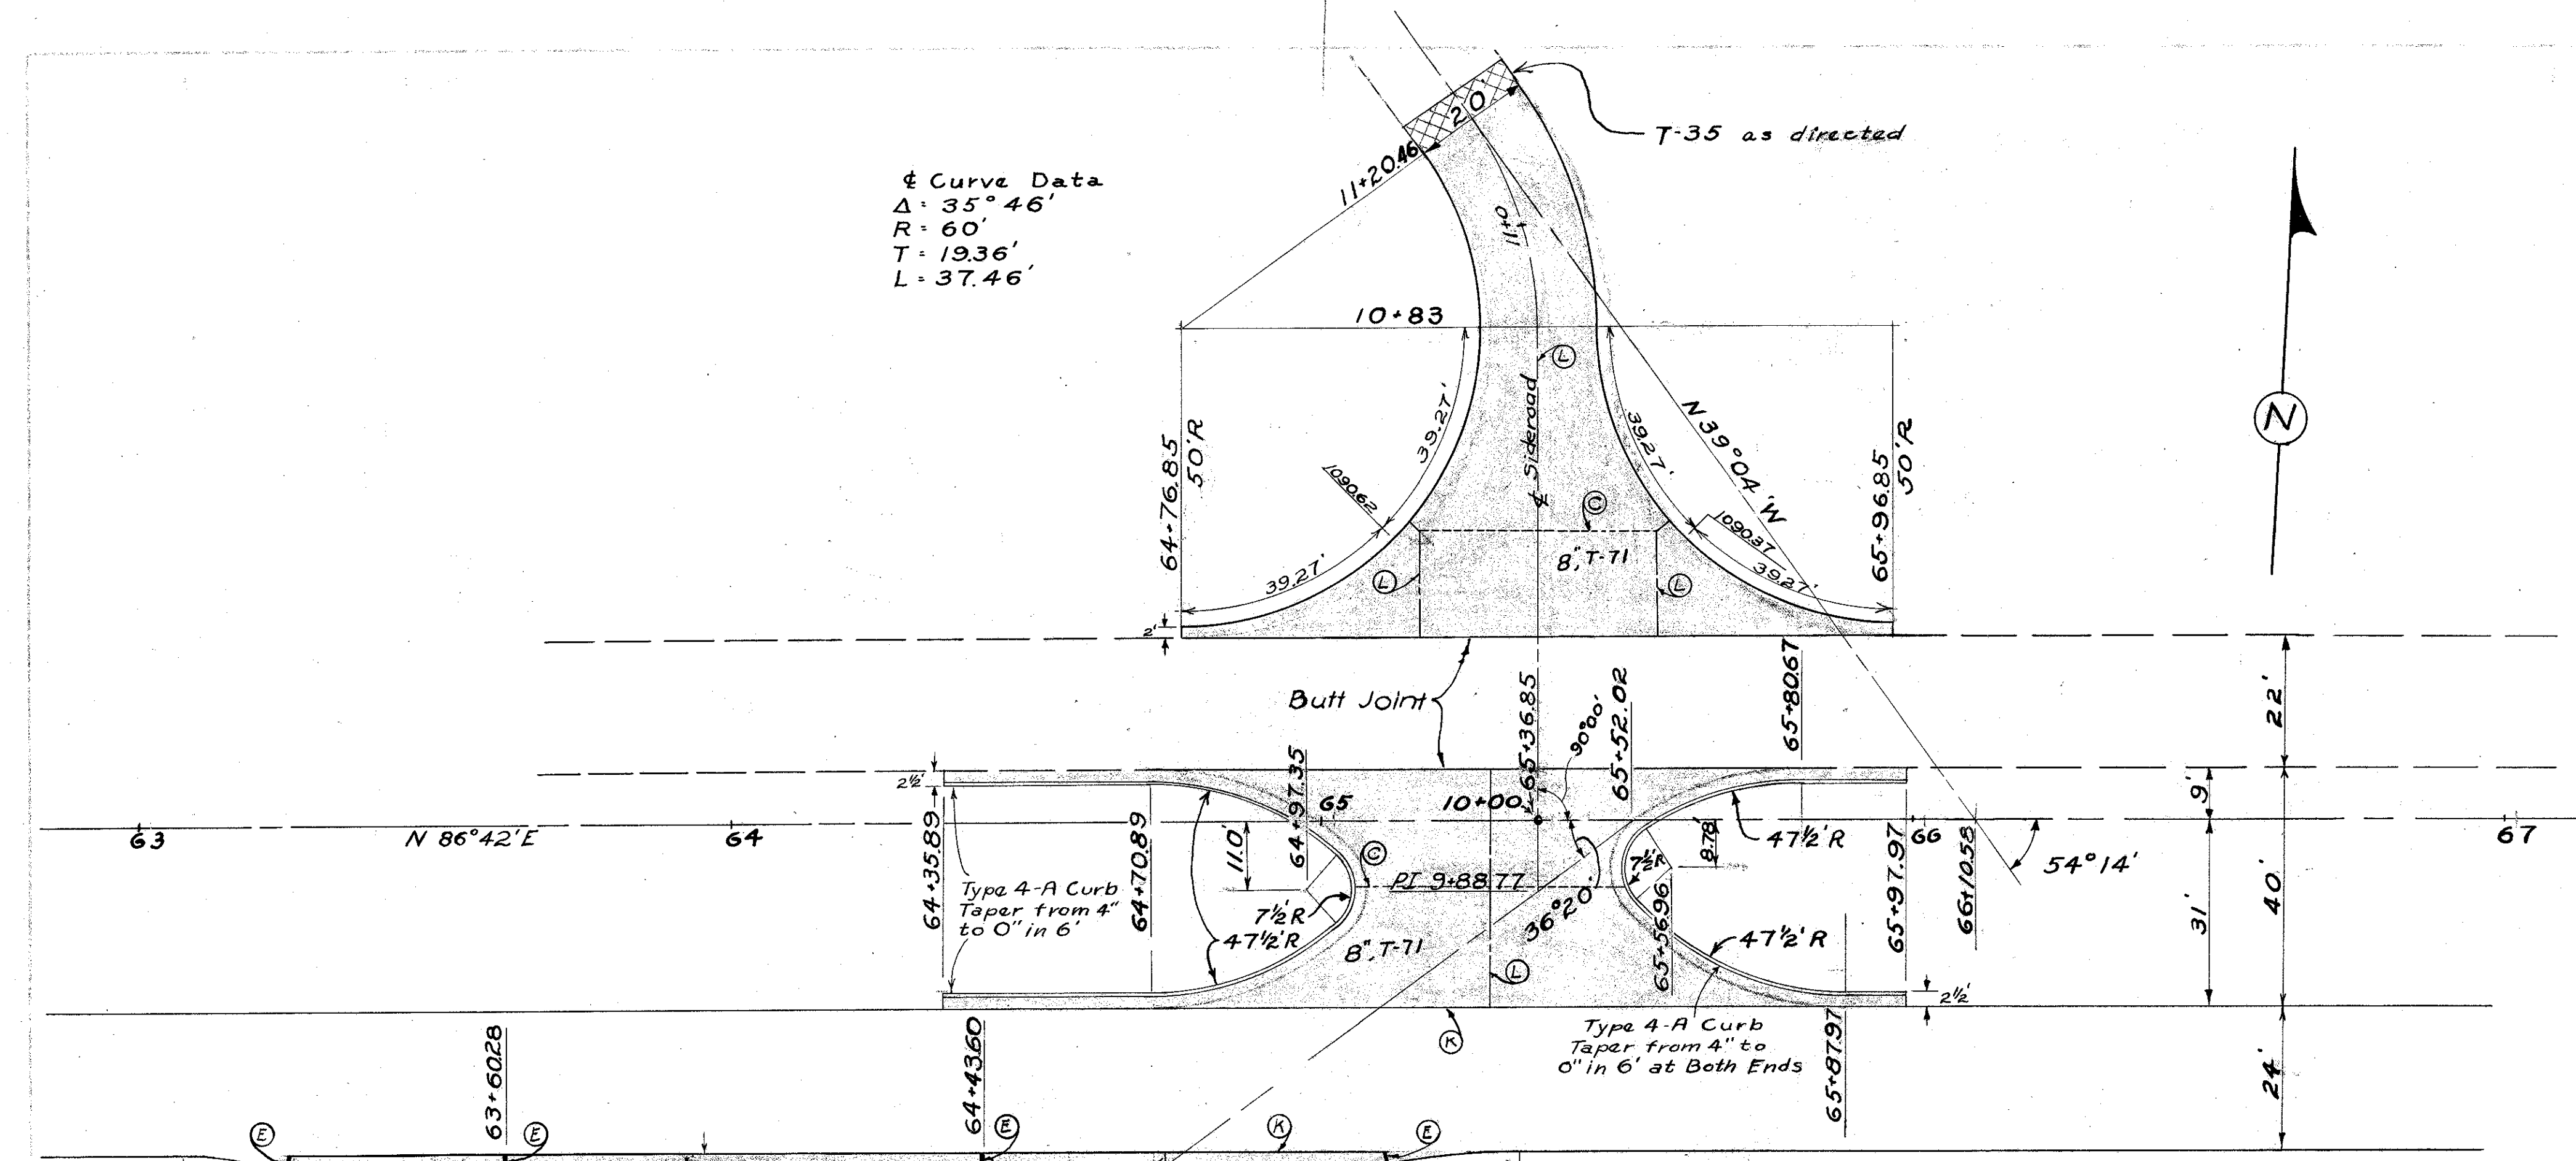 T-35 as directed
20'
11+20.46
₵ Curve Data
Δ = 35°46'
R = 60'
T = 19.36'
L = 37.46'
11+0
10+83
L
₵ Sideroad
N 39°04'W
39.27'
39.27'
1090.62
1090.37
C
8", T-71
64+76.85
50'R
65+96.85
50'R
39.27'
39.27'
L
L
2'
N
Butt Joint
65+36.85
90°00'
65+52.02
65+80.67
22'
2½'
64+97.35
63
N 86°42'E
64
65
10+00
66
67
9'
64+35.89
64+70.89
11.0'
C
PI 9+88.77
7½'R
8.78'
47½'R
65+97.97
66+10.58
54°14'
40'
31'
Type 4-A Curb
Taper from 4"
to 0" in 6'
7½'R
47½'R
8", T-71
36°20'
65+56.96
47½'R
L
2½'
K
Type 4-A Curb
Taper from 4" to
0" in 6' at Both Ends
63+60.28
64+43.60
65+87.97
24'
E
E
E
K
E